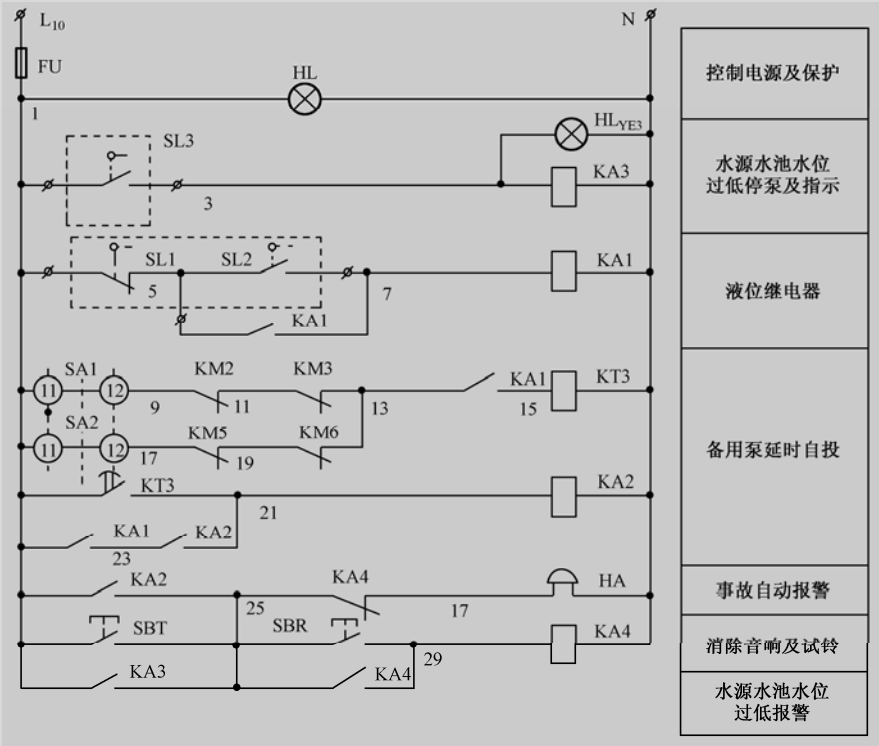 L10
N
FU
HL
控制电源及保护
1
HLYE3
SL3
水源水池水位
过低停泵及指示
KA3
3
SL1
SL2
KA1
5
7
液位继电器
KA1
SA1
KM2
KM3
11
12
9
11
13
KA1
15
KT3
SA2
KM5
KM6
11
12
17
19
备用泵延时自投
KT3
KA2
21
KA1
KA2
23
KA2
KA4
HA
25
17
事故自动报警
SBT
SBR
KA4
29
消除音响及试铃
KA3
KA4
水源水池水位
过低报警